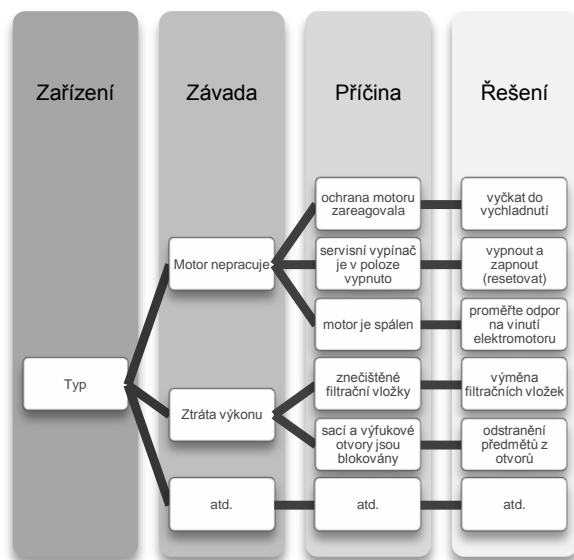 Zařízení
Závada
Příčina
Řešení
ochrana motoru
zareagovala
vyčkat do
vychladnutí
Motor nepracuje
servisní vypínač
je v poloze
vypnuto
vypnout a
zapnout
(resetovat)
motor je spálen
proměřte odpor
na vinutí
elektromotoru
Typ
Ztráta výkonu
znečištěné
filtrační vložky
výměna
filtračních vložek
sací a výfukové
otvory jsou
blokovány
odstranění
předmětů z
otvorů
atd.
atd.
atd.